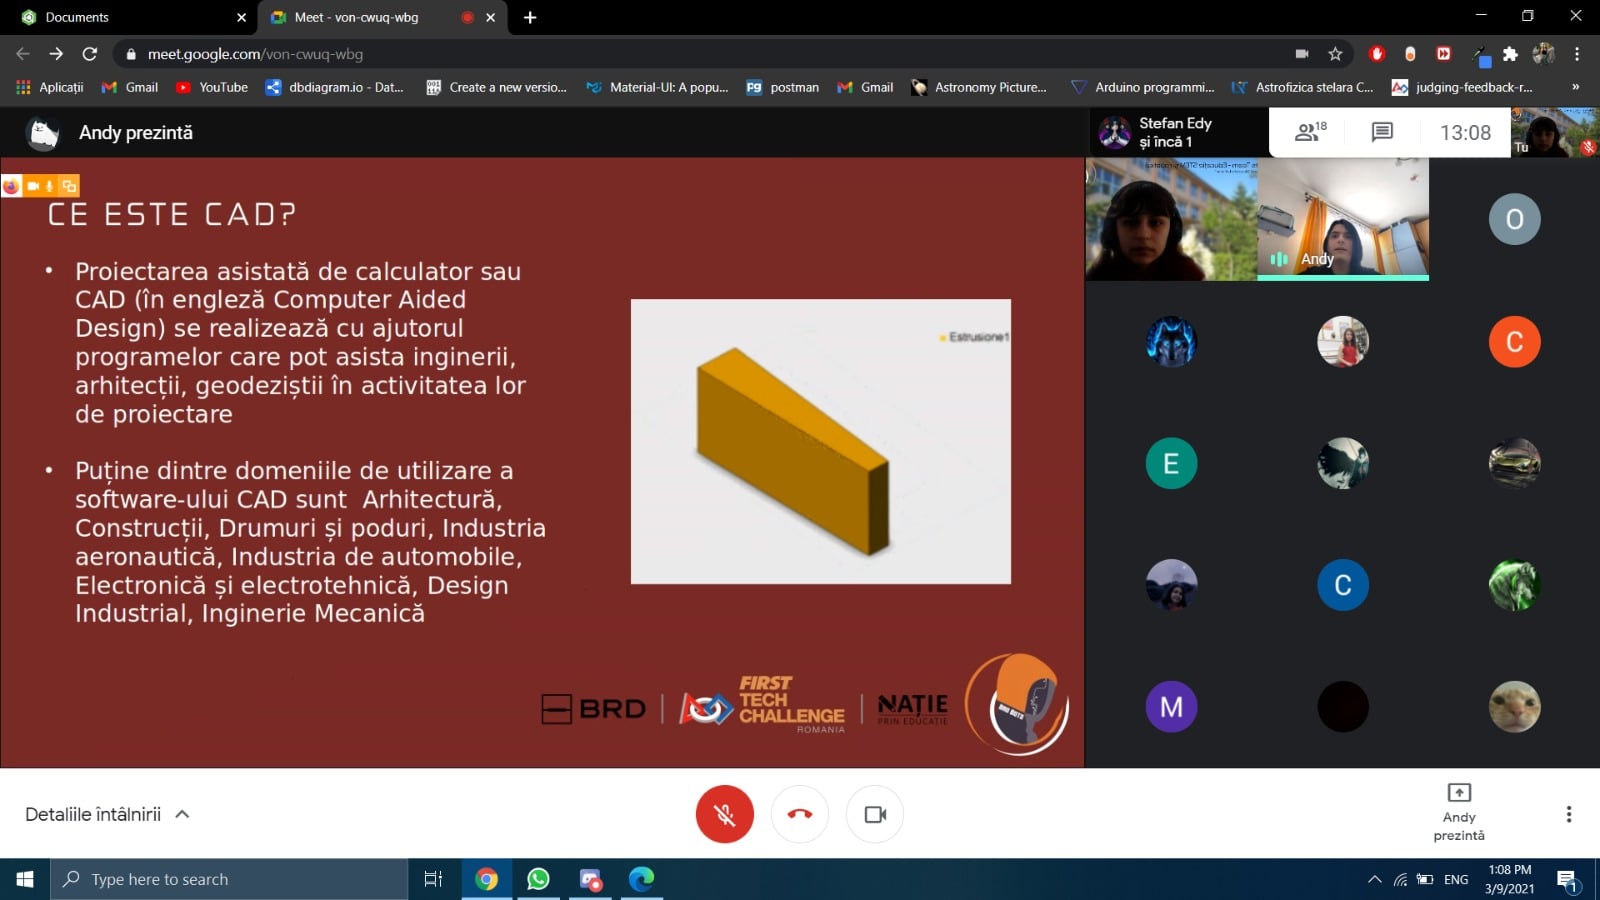 Documents
Meet - von-cwuq-wbg
meet.google.com/von-cwuq-wbg
Aplicații
Gmail
YouTube
dbdiagram.io - Dat...
Create a new versio...
Material-UI: A popu...
postman
Gmail
Astronomy Picture...
Arduino programmi...
Astrofizica stelara C...
judging-feedback-r...
»
Andy prezintă
Stefan Edy
și încă 1
18
13:08
Tu
CE ESTE CAD?
• Proiectarea asistată de calculator sau
CAD (în engleză Computer Aided
Design) se realizează cu ajutorul
programelor care pot asista inginerii,
arhitecții, geodeziștii în activitatea lor
de proiectare
• Puține dintre domeniile de utilizare a
software-ului CAD sunt Arhitectură,
Construcții, Drumuri și poduri, Industria
aeronautică, Industria de automobile,
Electronică și electrotehnică, Design
Industrial, Inginerie Mecanică
Estrusione1
BRD
FIRST
TECH
CHALLENGE
ROMANIA
NAȚIE
PRIN EDUCAȚIE
BRD BOTS
Andy
O
C
E
C
M
Detaliile întâlnirii
Andy
prezintă
Type here to search
ENG
1:08 PM
3/9/2021
1